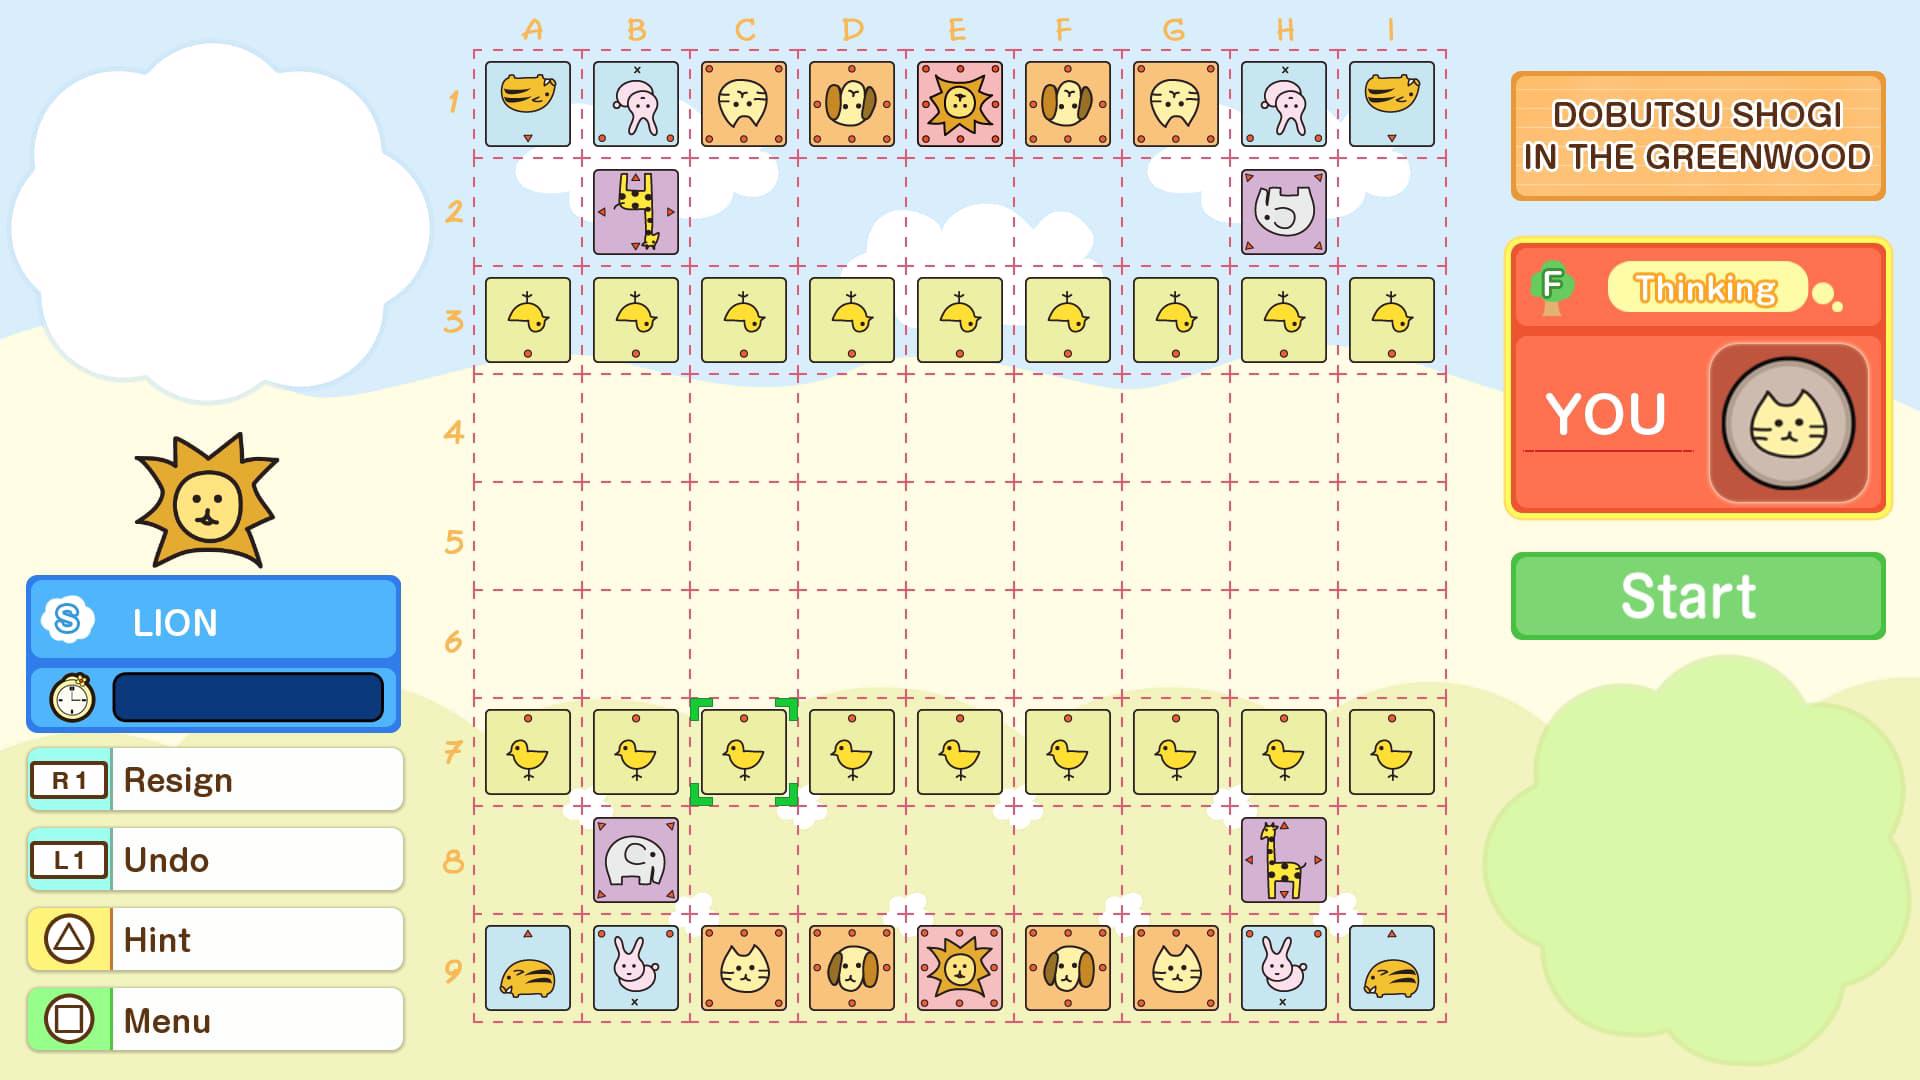 A B C D E F G H I
1
2
3
4
5
6
7
8
9
DOBUTSU SHOGI
IN THE GREENWOOD
F Thinking
YOU
Start
S LION
R1 Resign
L1 Undo
Hint
Menu